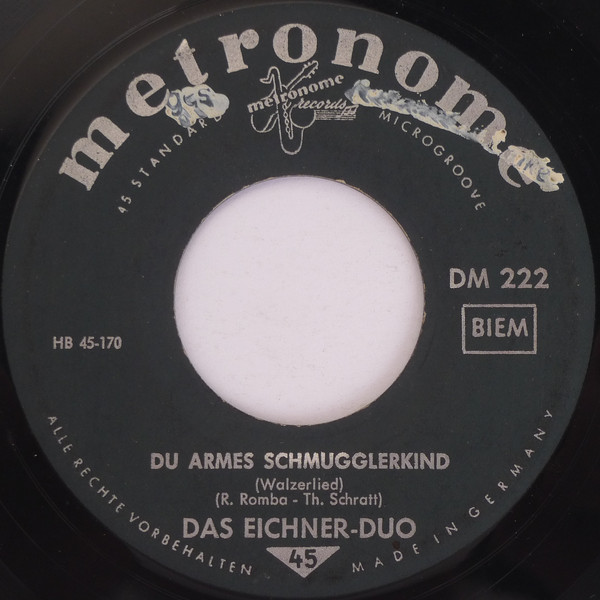 metronome
metronome
records
45 STANDARD
MICROGROOVE
DM 222
BIEM
HB 45-170
DU ARMES SCHMUGGLERKIND
(Walzerlied)
(R. Romba - Th. Schratt)
DAS EICHNER-DUO
45
ALLE RECHTE VORBEHALTEN
MADE IN GERMANY